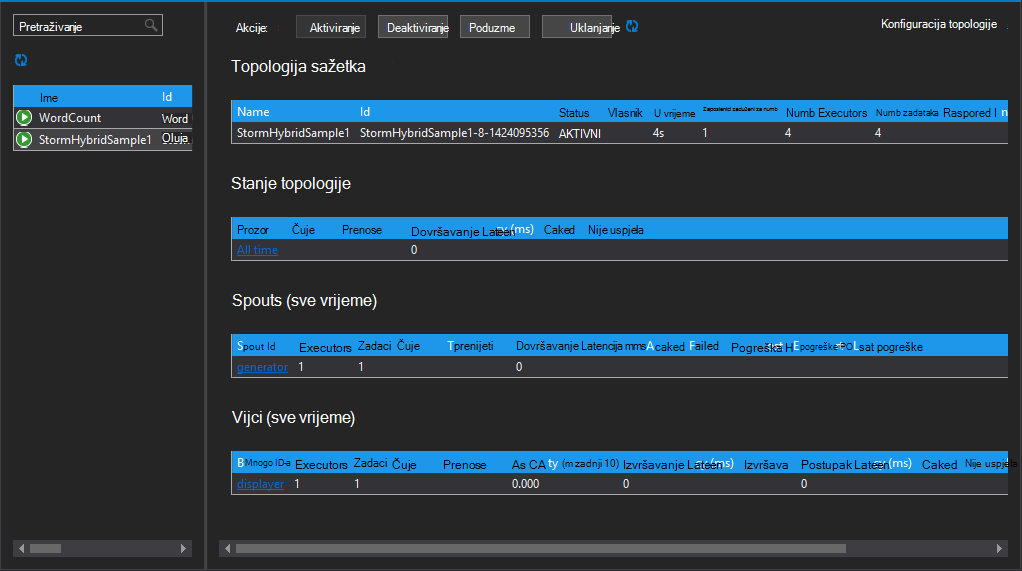 Pretraživanje
Ime Id
WordCount Word
StormHybridSample1 Oluja
Akcije: Aktiviranje Deaktiviranje Poduzme Uklanjanje Konfiguracija topologije
Topologija sažetka
Name Id Status Vlasnik U vrijeme Zaposlenici zaduženi za numb Numb Executors Numb zadataka Raspored I n
StormHybridSample1 StormHybridSample1-8-1424095356 AKTIVNI 4s 1 4 4
Stanje topologije
Prozor Čuje Prenose Dovršavanje Lateen (ms) Caked Nije uspjela
All time 0
Spouts (sve vrijeme)
Spout Id Executors Zadaci Čuje Tprenijeti Dovršavanje Latencija mms Acaked Failed Pogreška H E pogreške PO Lsat pogreške
generator 1 1 0
Vijci (sve vrijeme)
B Mnogo ID-a Executors Zadaci Čuje Prenose As CA ty (m zadnji 10) Izvršavanje Lateen (ms) Izvršava Postupak Lateen (ms) Caked Nije uspjela
displayer 1 1 0.000 0 0